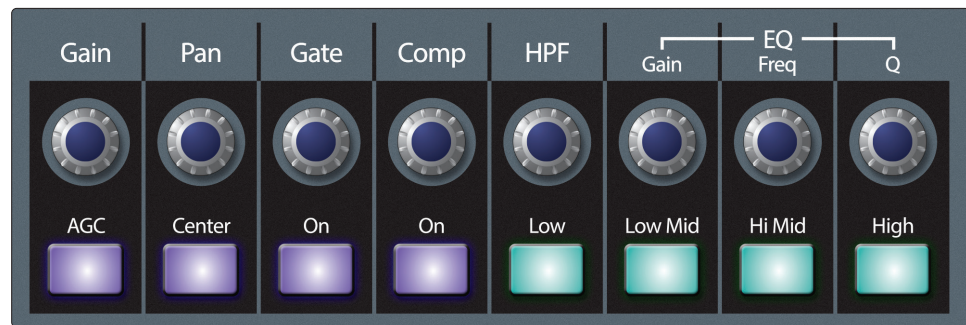 Gain Pan Gate Comp HPF EQ
Gain Freq Q
AGC Center On On Low Low Mid Hi Mid High